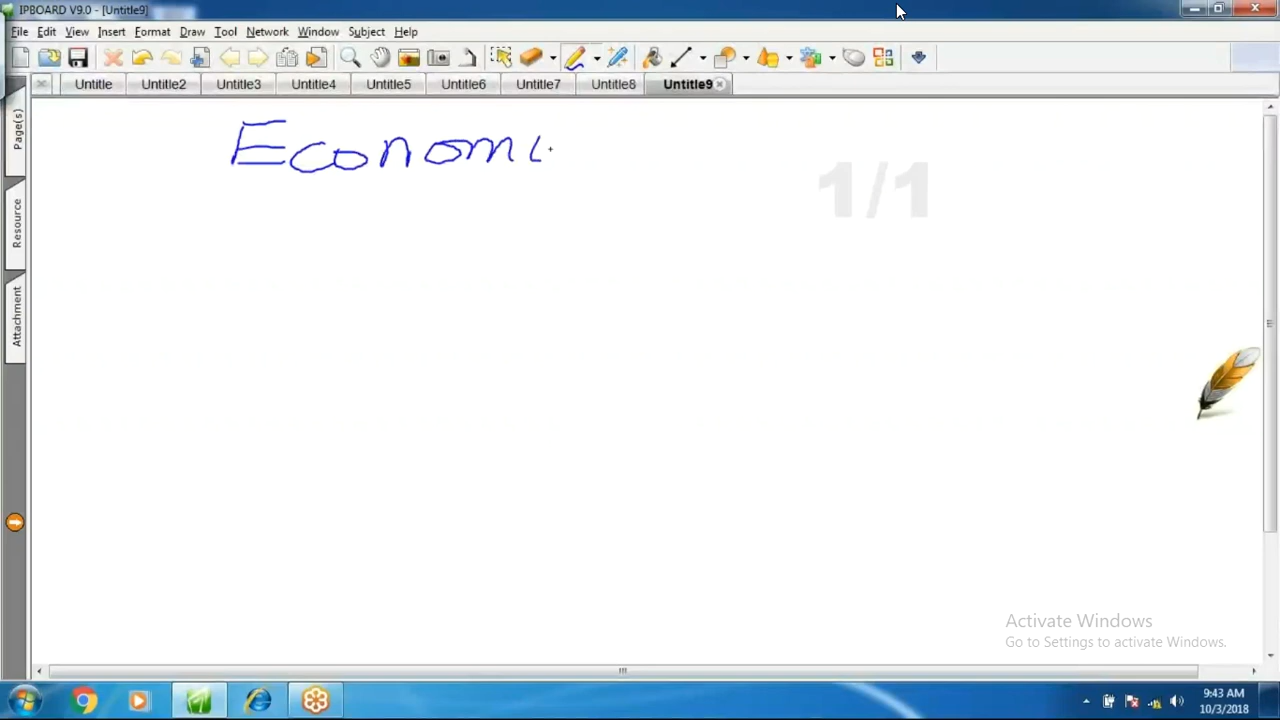 IPBOARD V9.0 - [Untitle9]
File Edit View Insert Format Draw Tool Network Window Subject Help
Untitle Untitle2 Untitle3 Untitle4 Untitle5 Untitle6 Untitle7 Untitle8 Untitle9
Page(s)
Resource
Attachment
Economi
1/1
Activate Windows
Go to Settings to activate Windows.
9:43 AM
10/3/2018